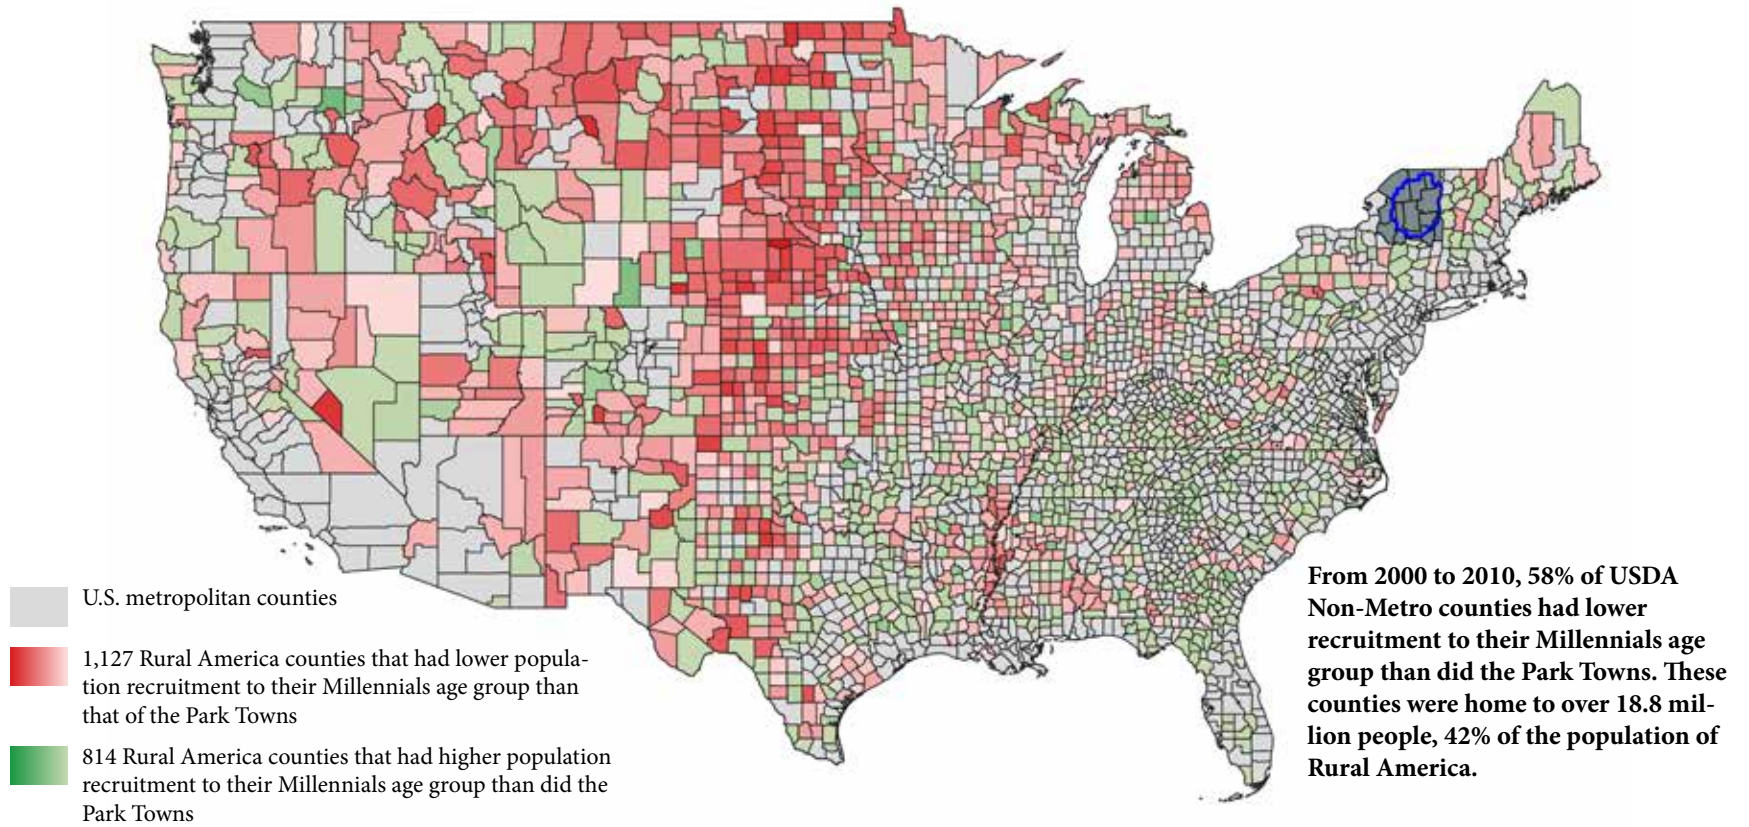 U.S. metropolitan counties
1,127 Rural America counties that had lower popula-
tion recruitment to their Millennials age group than
that of the Park Towns
814 Rural America counties that had higher population
recruitment to their Millennials age group than did the
Park Towns
From 2000 to 2010, 58% of USDA
Non-Metro counties had lower
recruitment to their Millennials age
group than did the Park Towns. These
counties were home to over 18.8 mil-
lion people, 42% of the population of
Rural America.